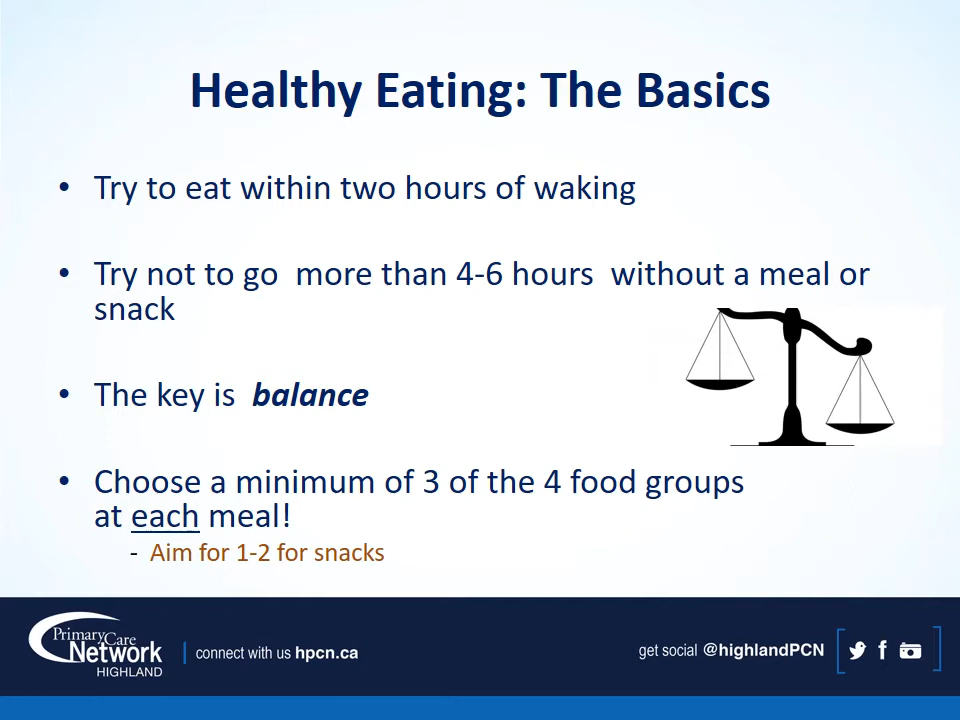 Healthy Eating: The Basics
• Try to eat within two hours of waking
• Try not to go  more than 4-6 hours  without a meal or
snack
• The key is  balance
• Choose a minimum of 3 of the 4 food groups
at each meal!
- Aim for 1-2 for snacks
PrimaryCare
Network
HIGHLAND
connect with us hpcn.ca
get social @highlandPCN